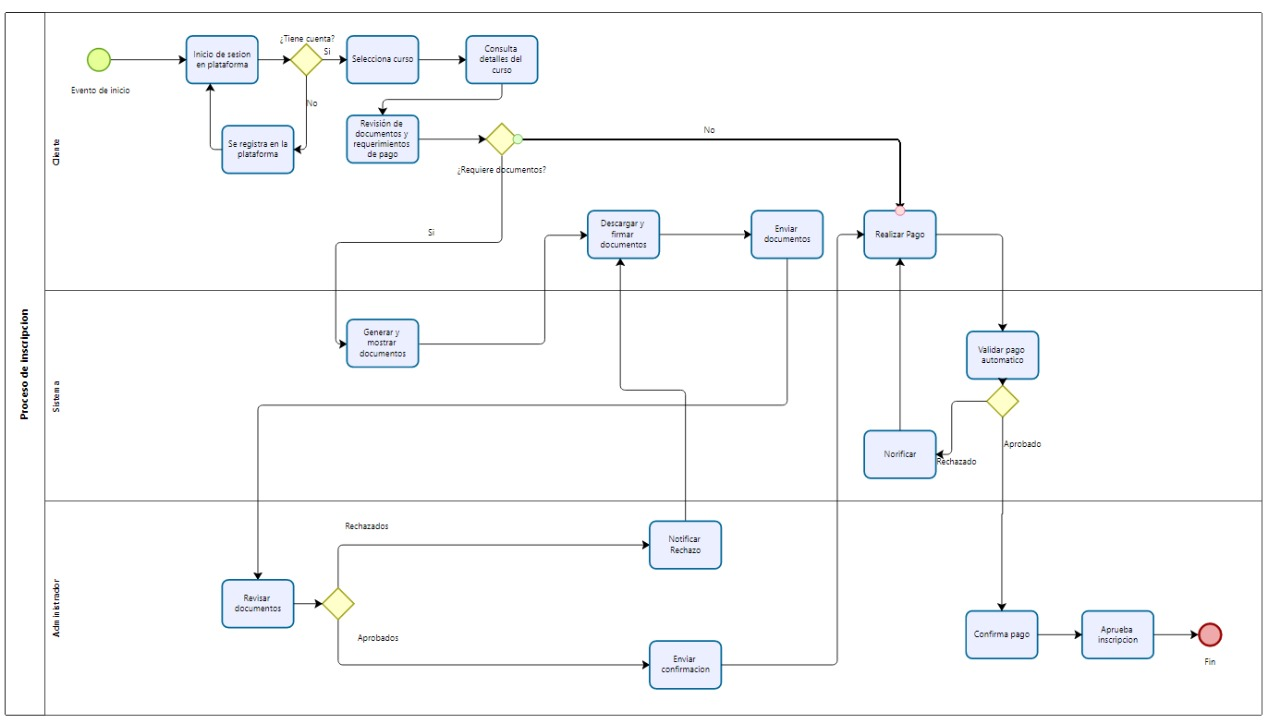 Proceso de inscripcion
Cliente
¿Tiene cuenta?
Evento de inicio
Inicio de sesion
en plataforma
Si
Selecciona curso
Consulta
detalles del
curso
No
Se registra en la
plataforma
Revisión de
documentos y
requerimientos
de pago
No
¿Requiere documentos?
Si
Descargar y
firmar
documentos
Enviar
documentos
Realizar Pago
Sistema
Generar y
mostrar
documentos
Validar pago
automatico
Aprobado
Norificar
Rechazado
Administrador
Rechazados
Notificar
Rechazo
Revisar
documentos
Aprobados
Enviar
confirmacion
Confirma pago
Aprueba
inscripcion
Fin